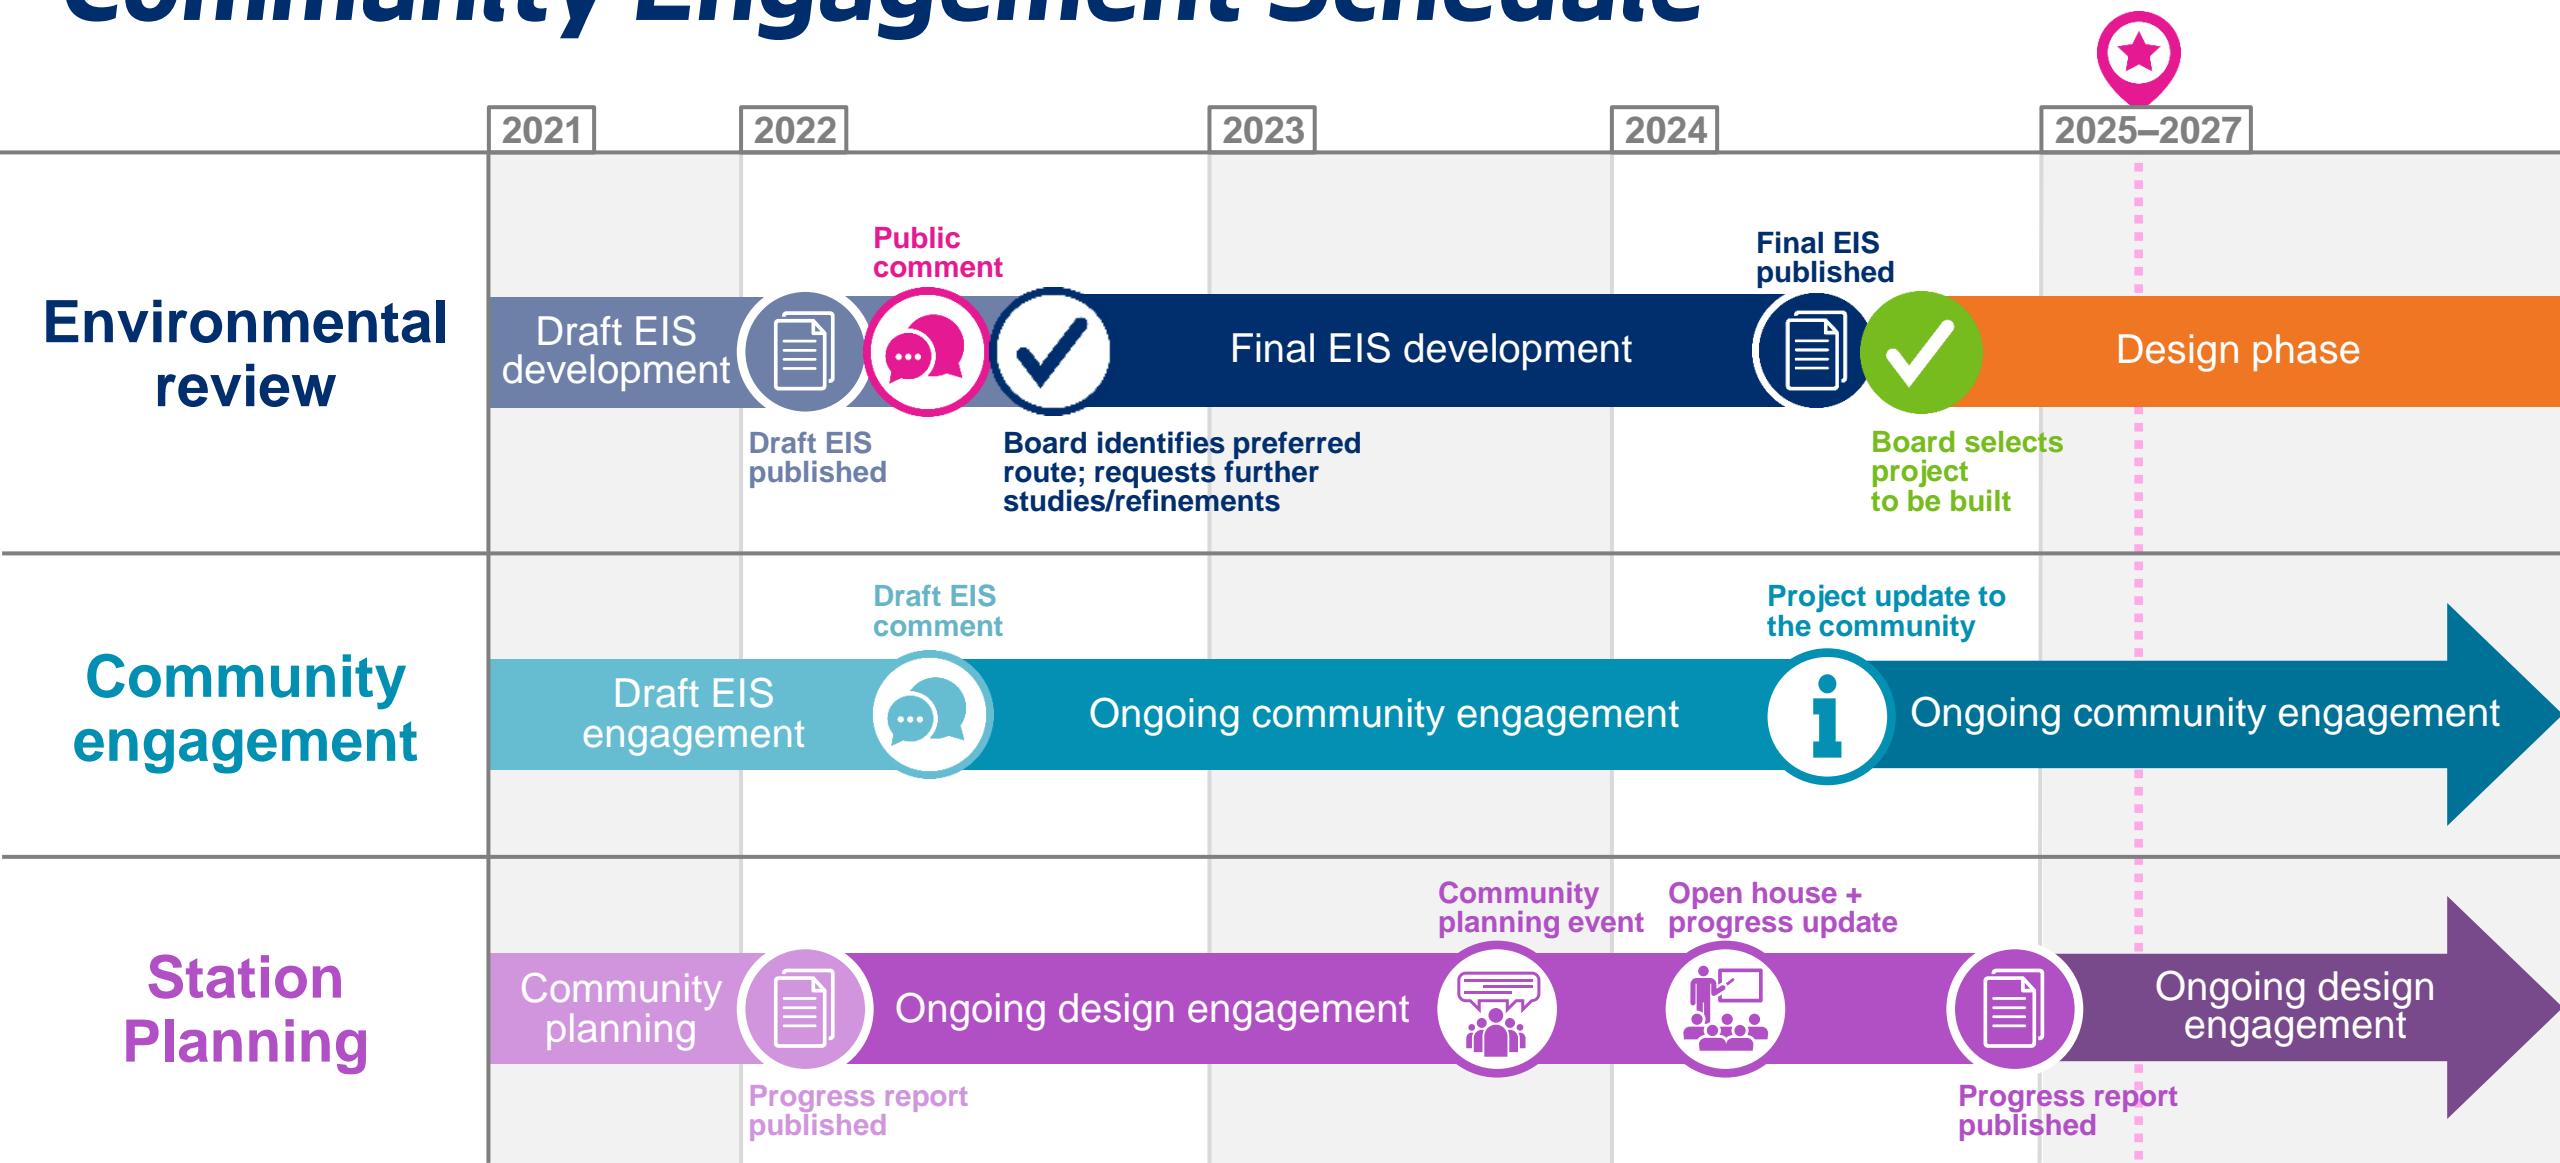 Community Engagement Schedule
2021
2022
2023
2024
2025–2027
Environmental
review
Public
comment
Final EIS
published
Draft EIS
development
Final EIS development
Design phase
Draft EIS
published
Board identifies preferred
route; requests further
studies/refinements
Board selects
project
to be built
Community
engagement
Draft EIS
comment
Project update to
the community
Draft EIS
engagement
Ongoing community engagement
Ongoing community engagement
Station
Planning
Community
planning event
Open house +
progress update
Community
planning
Ongoing design engagement
Ongoing design
engagement
Progress report
published
Progress report
published